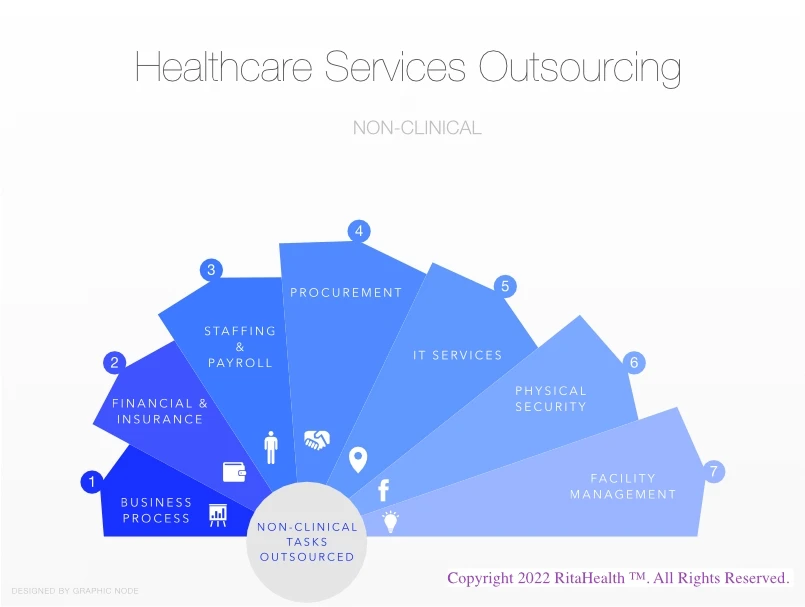 Healthcare Services Outsourcing
NON-CLINICAL
1
BUSINESS
PROCESS
2
FINANCIAL &
INSURANCE
3
STAFFING
&
PAYROLL
4
PROCUREMENT
5
IT SERVICES
6
PHYSICAL
SECURITY
7
FACILITY
MANAGEMENT
NON-CLINICAL
TASKS
OUTSOURCED
Copyright 2022 RitaHealth ™. All Rights Reserved.
DESIGNED BY GRAPHIC NODE